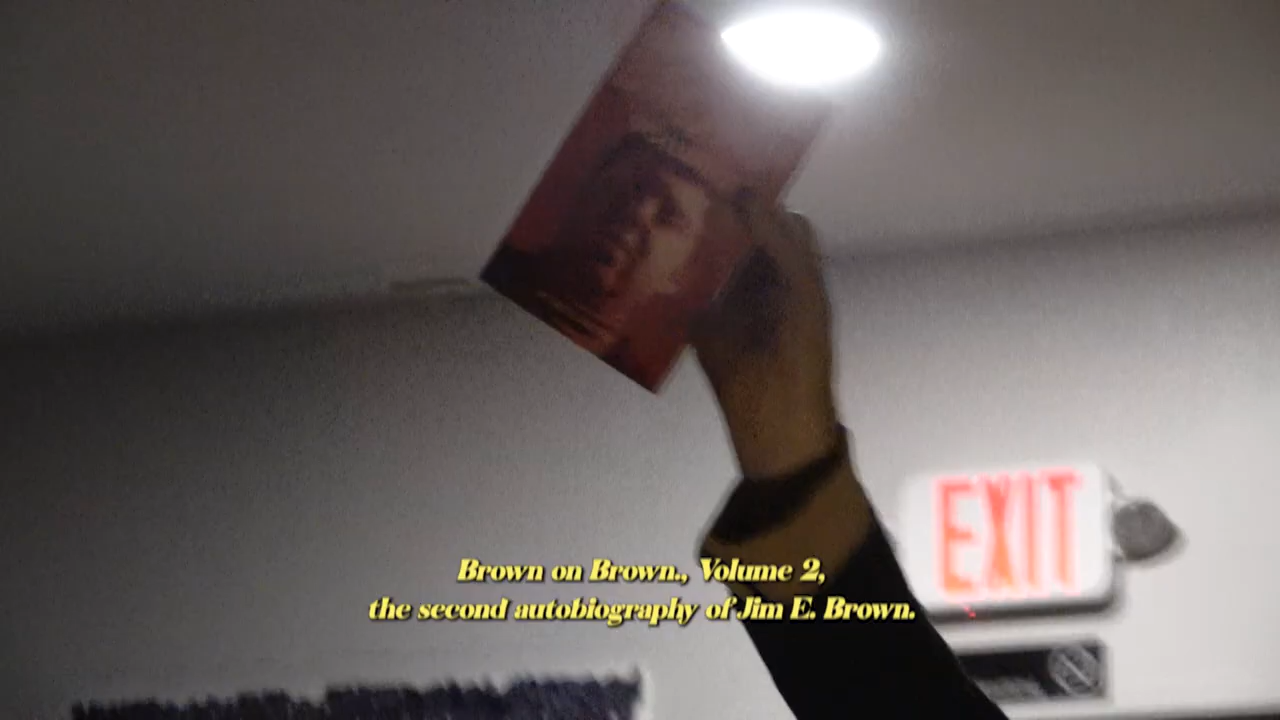 EXIT
Brown on Brown., Volume 2,
the second autobiography of Jim E. Brown.